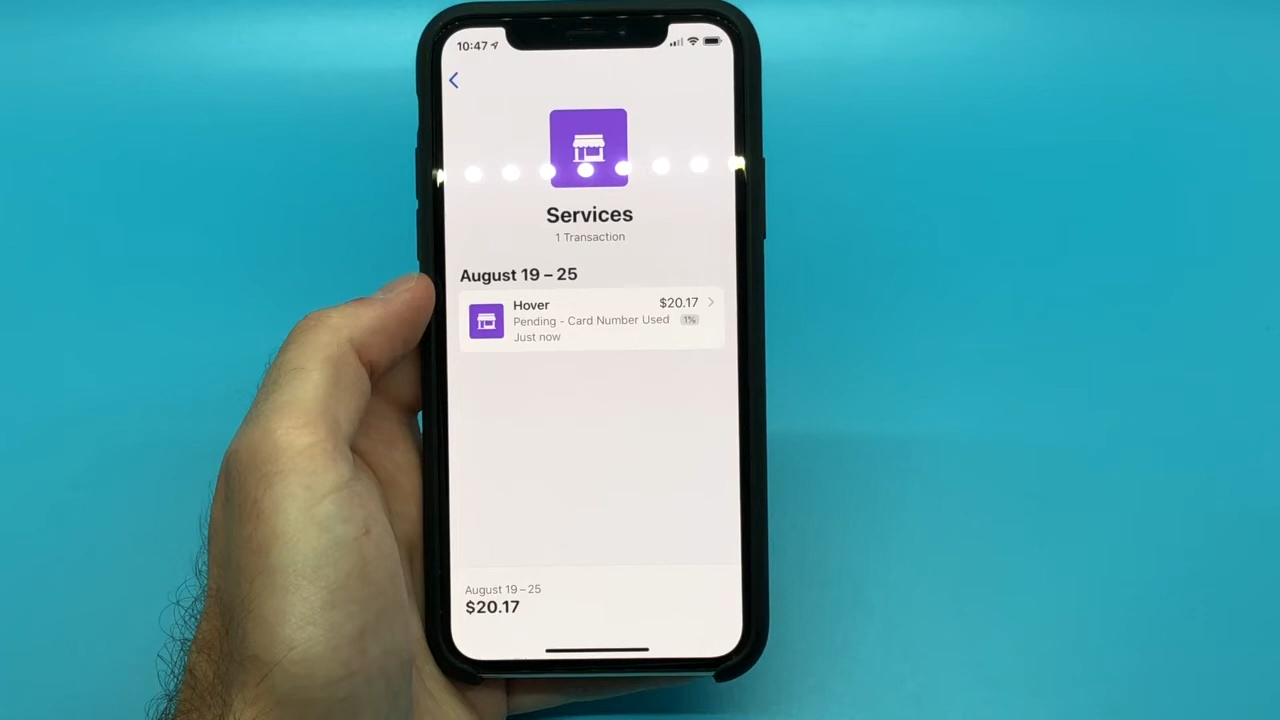 10:47
Services
1 Transaction
August 19 – 25
Hover $20.17
Pending - Card Number Used 1%
Just now
August 19 – 25
$20.17